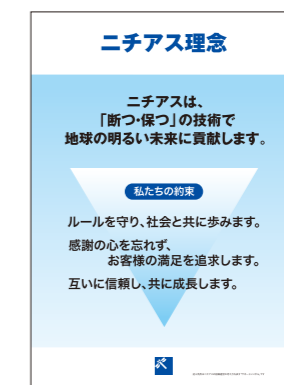 ニチアス理念
ニチアスは、
「断つ・保つ」の技術で
地球の明るい未来に貢献します。
私たちの約束
ルールを守り、社会と共に歩みます。
感謝の心を忘れず、
お客様の満足を追求します。
互いに信頼し、共に成長します。